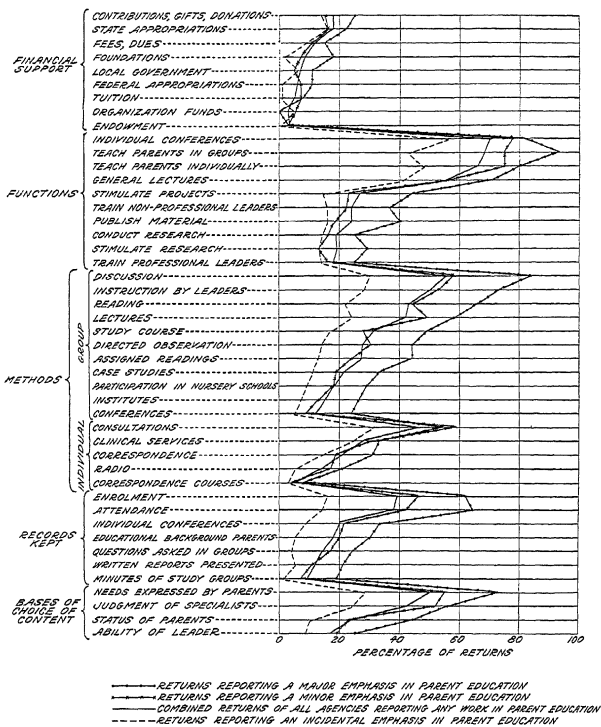 FINANCIAL SUPPORT
CONTRIBUTIONS, GIFTS, DONATIONS
STATE APPROPRIATIONS
FEES, DUES
FOUNDATIONS
LOCAL GOVERNMENT
FEDERAL APPROPRIATIONS
TUITION
ORGANIZATION FUNDS
ENDOWMENT
FUNCTIONS
INDIVIDUAL CONFERENCES
TEACH PARENTS IN GROUPS
TEACH PARENTS INDIVIDUALLY
GENERAL LECTURES
STIMULATE PROJECTS
TRAIN NON-PROFESSIONAL LEADERS
PUBLISH MATERIAL
CONDUCT RESEARCH
STIMULATE RESEARCH
TRAIN PROFESSIONAL LEADERS
METHODS
GROUP
DISCUSSION
INSTRUCTION BY LEADERS
READING
LECTURES
STUDY COURSE
DIRECTED OBSERVATION
ASSIGNED READINGS
CASE STUDIES
PARTICIPATION IN NURSERY SCHOOLS
INSTITUTES
CONFERENCES
INDIVIDUAL
CONSULTATIONS
CLINICAL SERVICES
CORRESPONDENCE
RADIO
CORRESPONDENCE COURSES
RECORDS KEPT
ENROLMENT
ATTENDANCE
INDIVIDUAL CONFERENCES
EDUCATIONAL BACKGROUND PARENTS
QUESTIONS ASKED IN GROUPS
WRITTEN REPORTS PRESENTED
MINUTES OF STUDY GROUPS
BASES OF CHOICE OF CONTENT
NEEDS EXPRESSED BY PARENTS
JUDGMENT OF SPECIALISTS
STATUS OF PARENTS
ABILITY OF LEADER
0 20 40 60 80 100
PERCENTAGE OF RETURNS
RETURNS REPORTING A MAJOR EMPHASIS IN PARENT EDUCATION
RETURNS REPORTING A MINOR EMPHASIS IN PARENT EDUCATION
COMBINED RETURNS OF ALL AGENCIES REPORTING ANY WORK IN PARENT EDUCATION
RETURNS REPORTING AN INCIDENTAL EMPHASIS IN PARENT EDUCATION